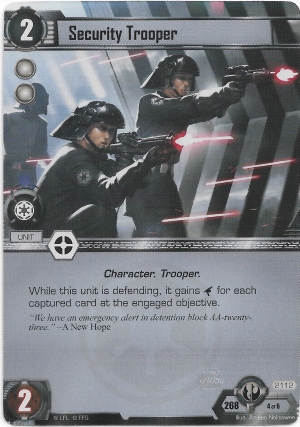 2
Security Trooper
UNIT
Character. Trooper.
While this unit is defending, it gains for each
captured card at the engaged objective.
"We have an emergency alert in detention block AA-twenty-
three." –A New Hope
2
© LFL © FFG
268
4 of 6
2112